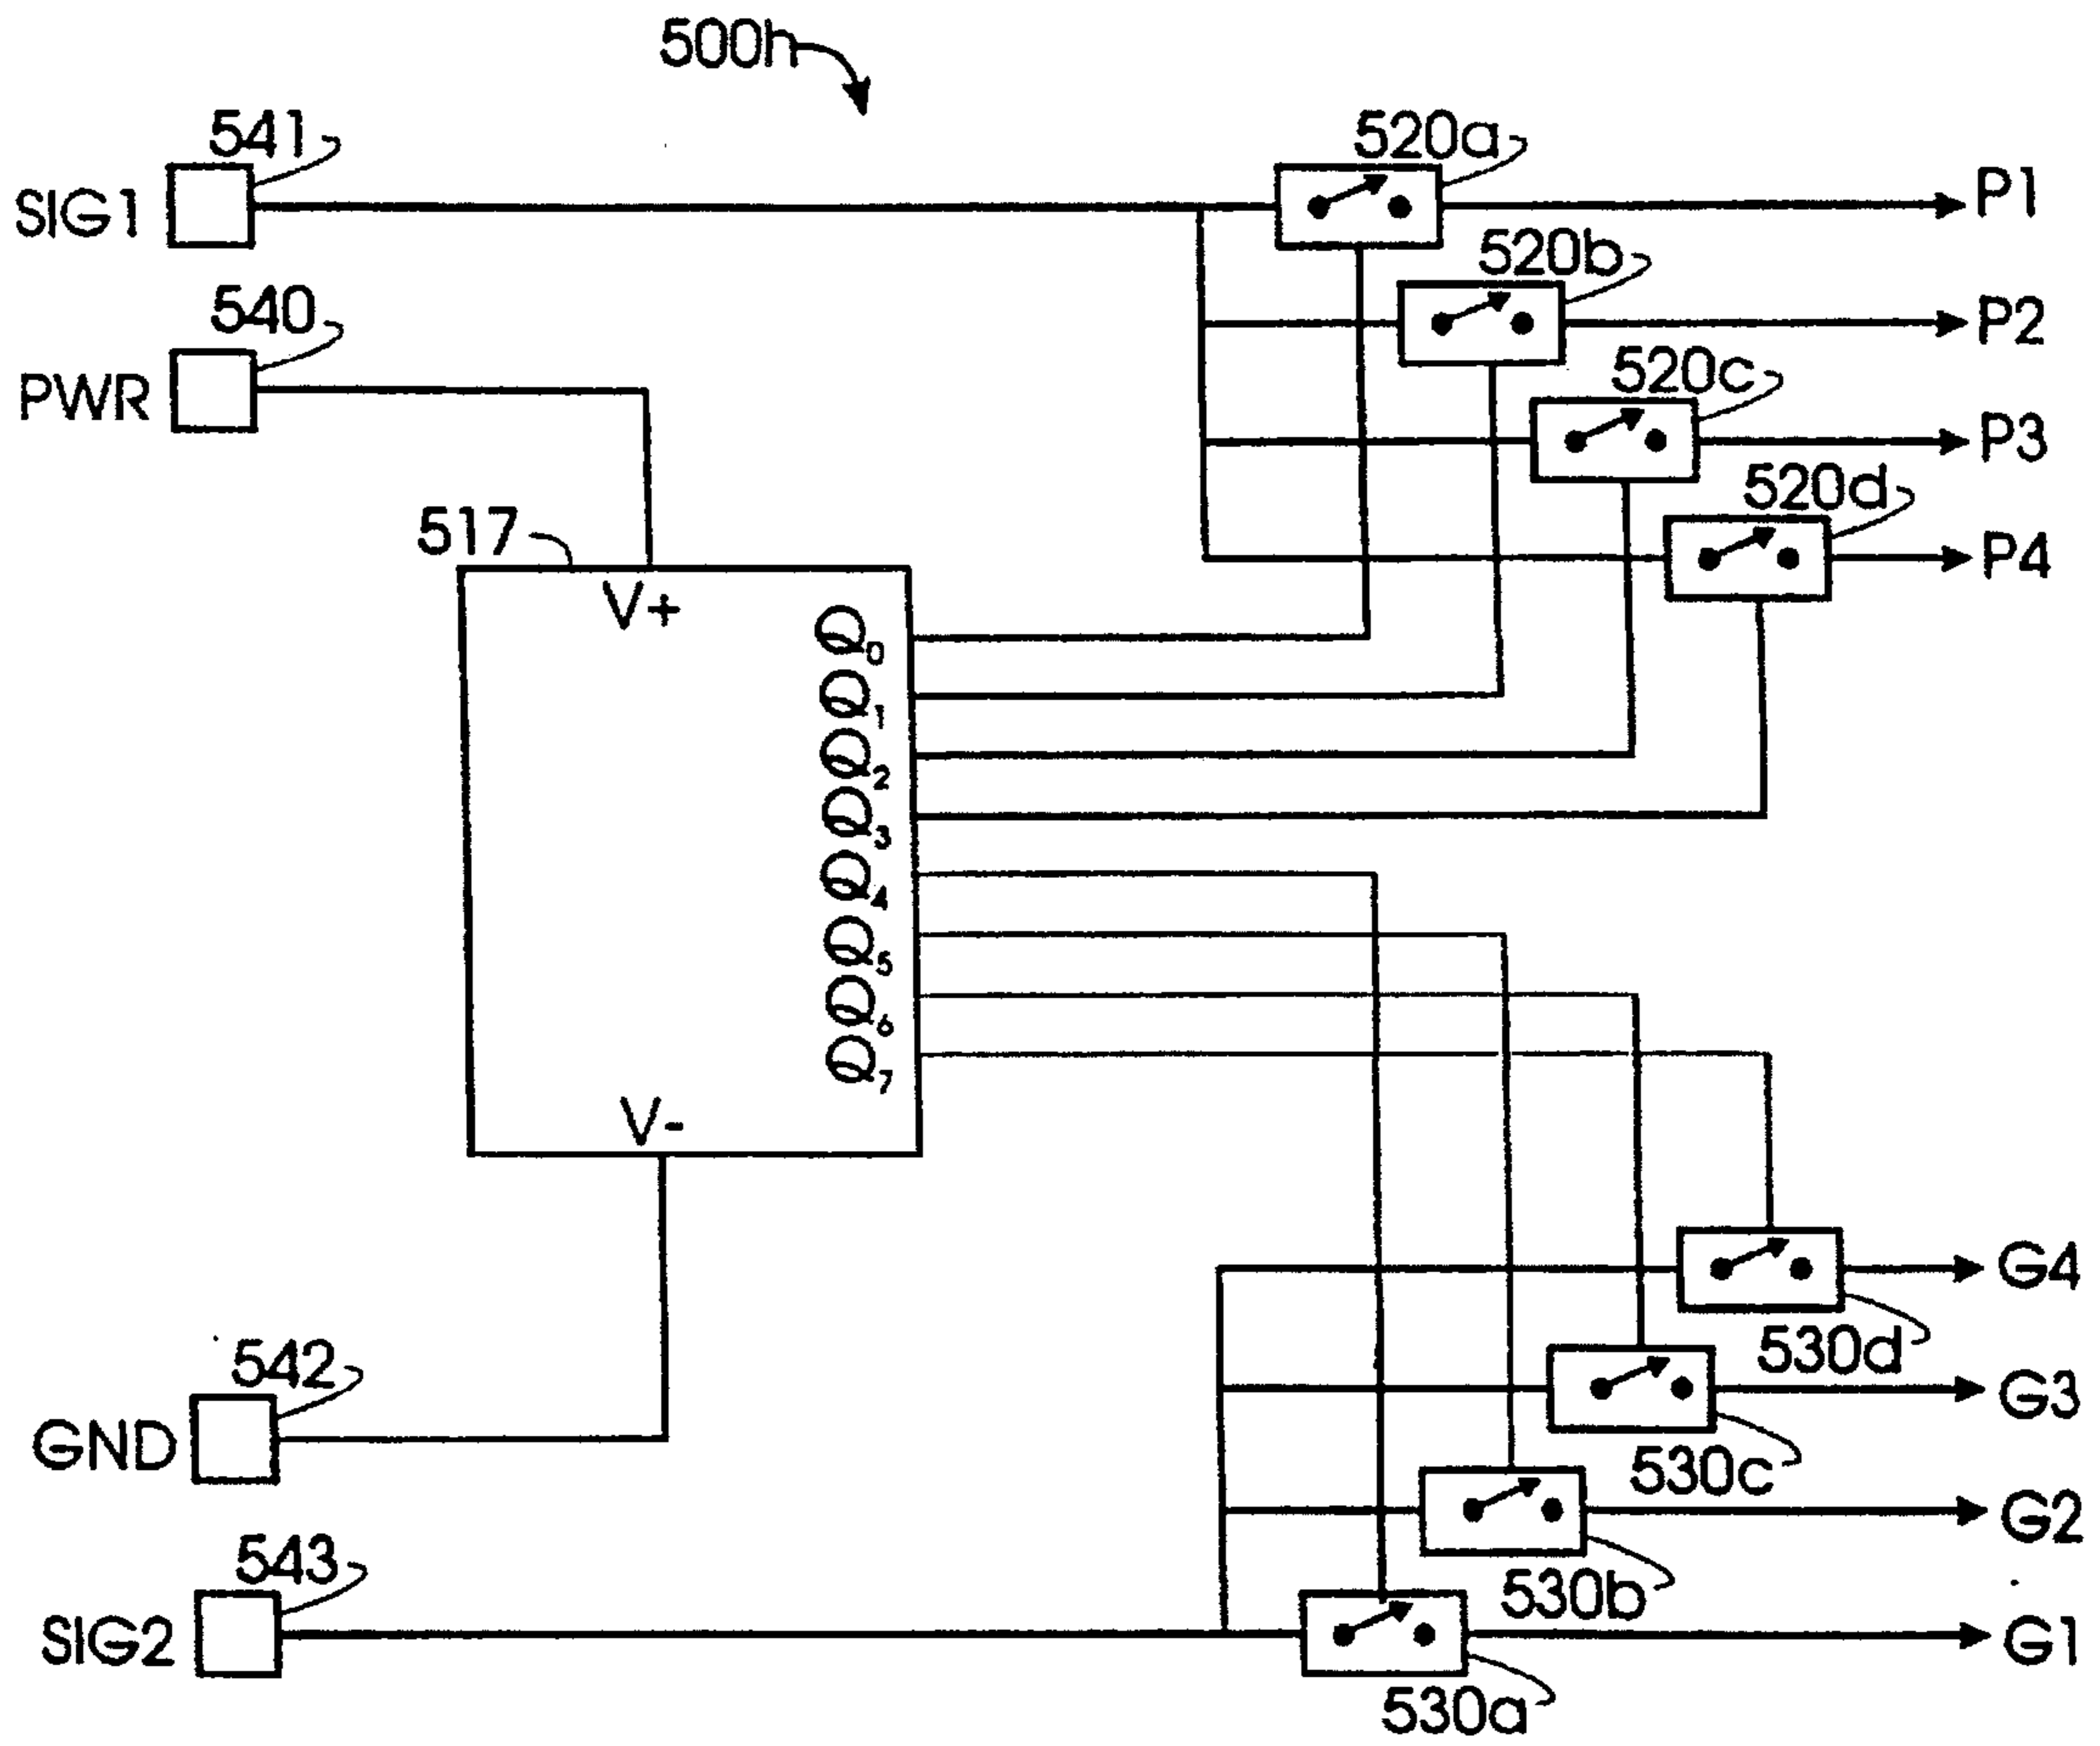 500h
541
520a
SIG1
P1
520b
540
P2
PWR
520c
P3
520d
517
P4
V+
Q0
Q1
Q2
Q3
Q4
Q5
Q6
Q7
V-
G4
530d
542
G3
GND
530c
G2
543
530b
SIG2
G1
530a